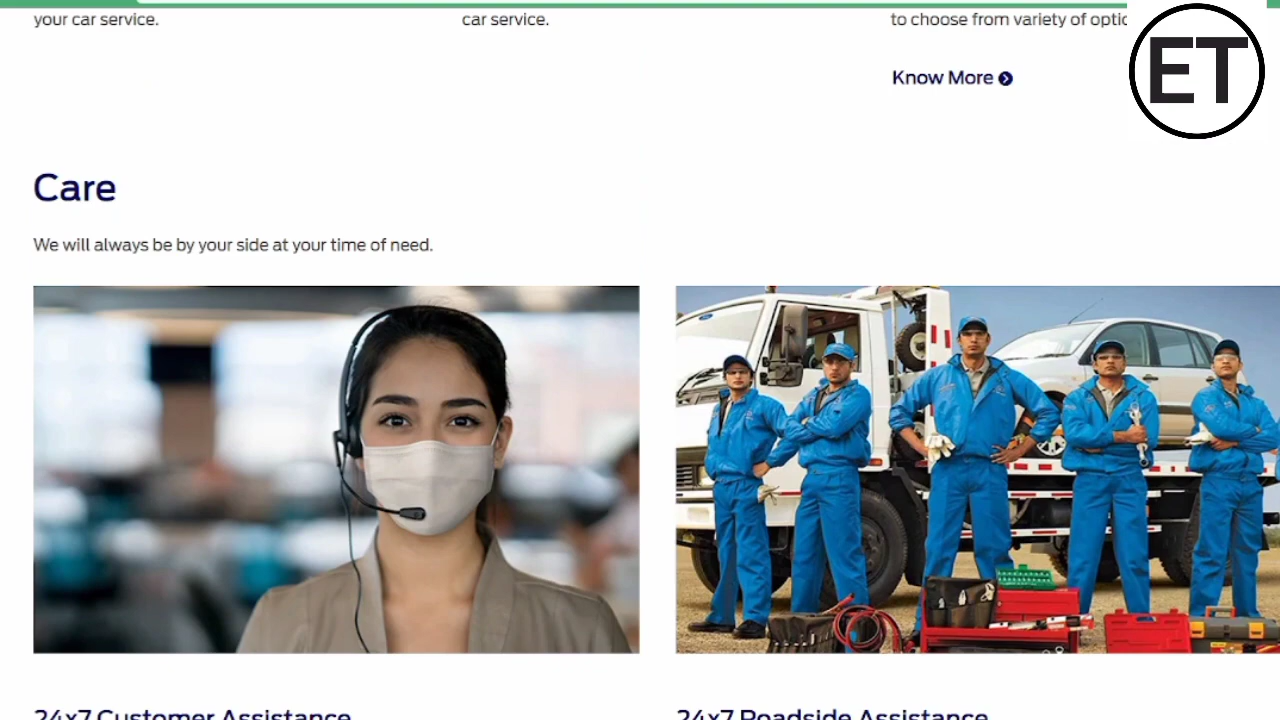 your car service.
car service.
to choose from variety of optio
Know More
ET
Care
We will always be by your side at your time of need.
24x7 Customer Assistance
24x7 Roadside Assistance